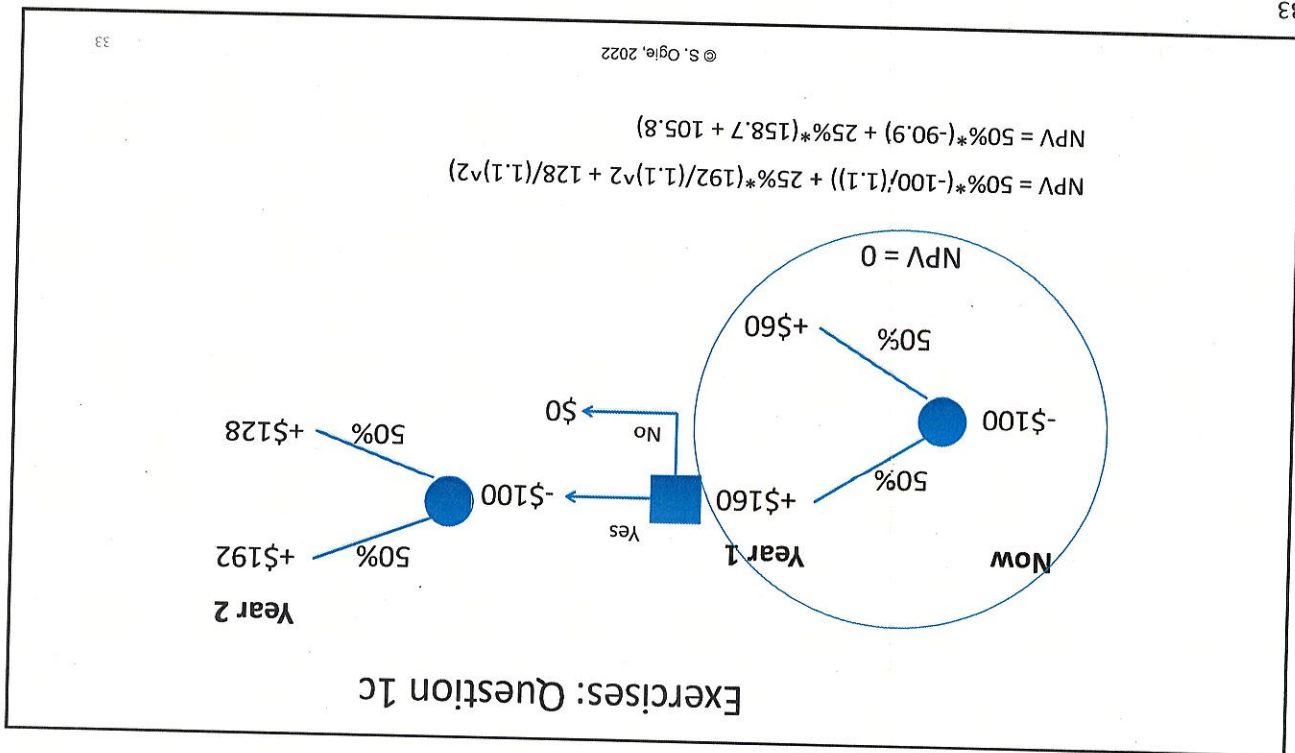 Exercises: Question 1c
Now
Year 1
Year 2
-$100
50%
+$160
50%
+$60
NPV = 0
Yes
No
$0
-$100
50%
+$192
50%
+$128
NPV = 50%*(-100/(1.1)) + 25%*(192/(1.1)^2 + 128/(1.1)^2)
NPV = 50%*(-90.9) + 25%*(158.7 + 105.8)
© S. Ogie, 2022
33